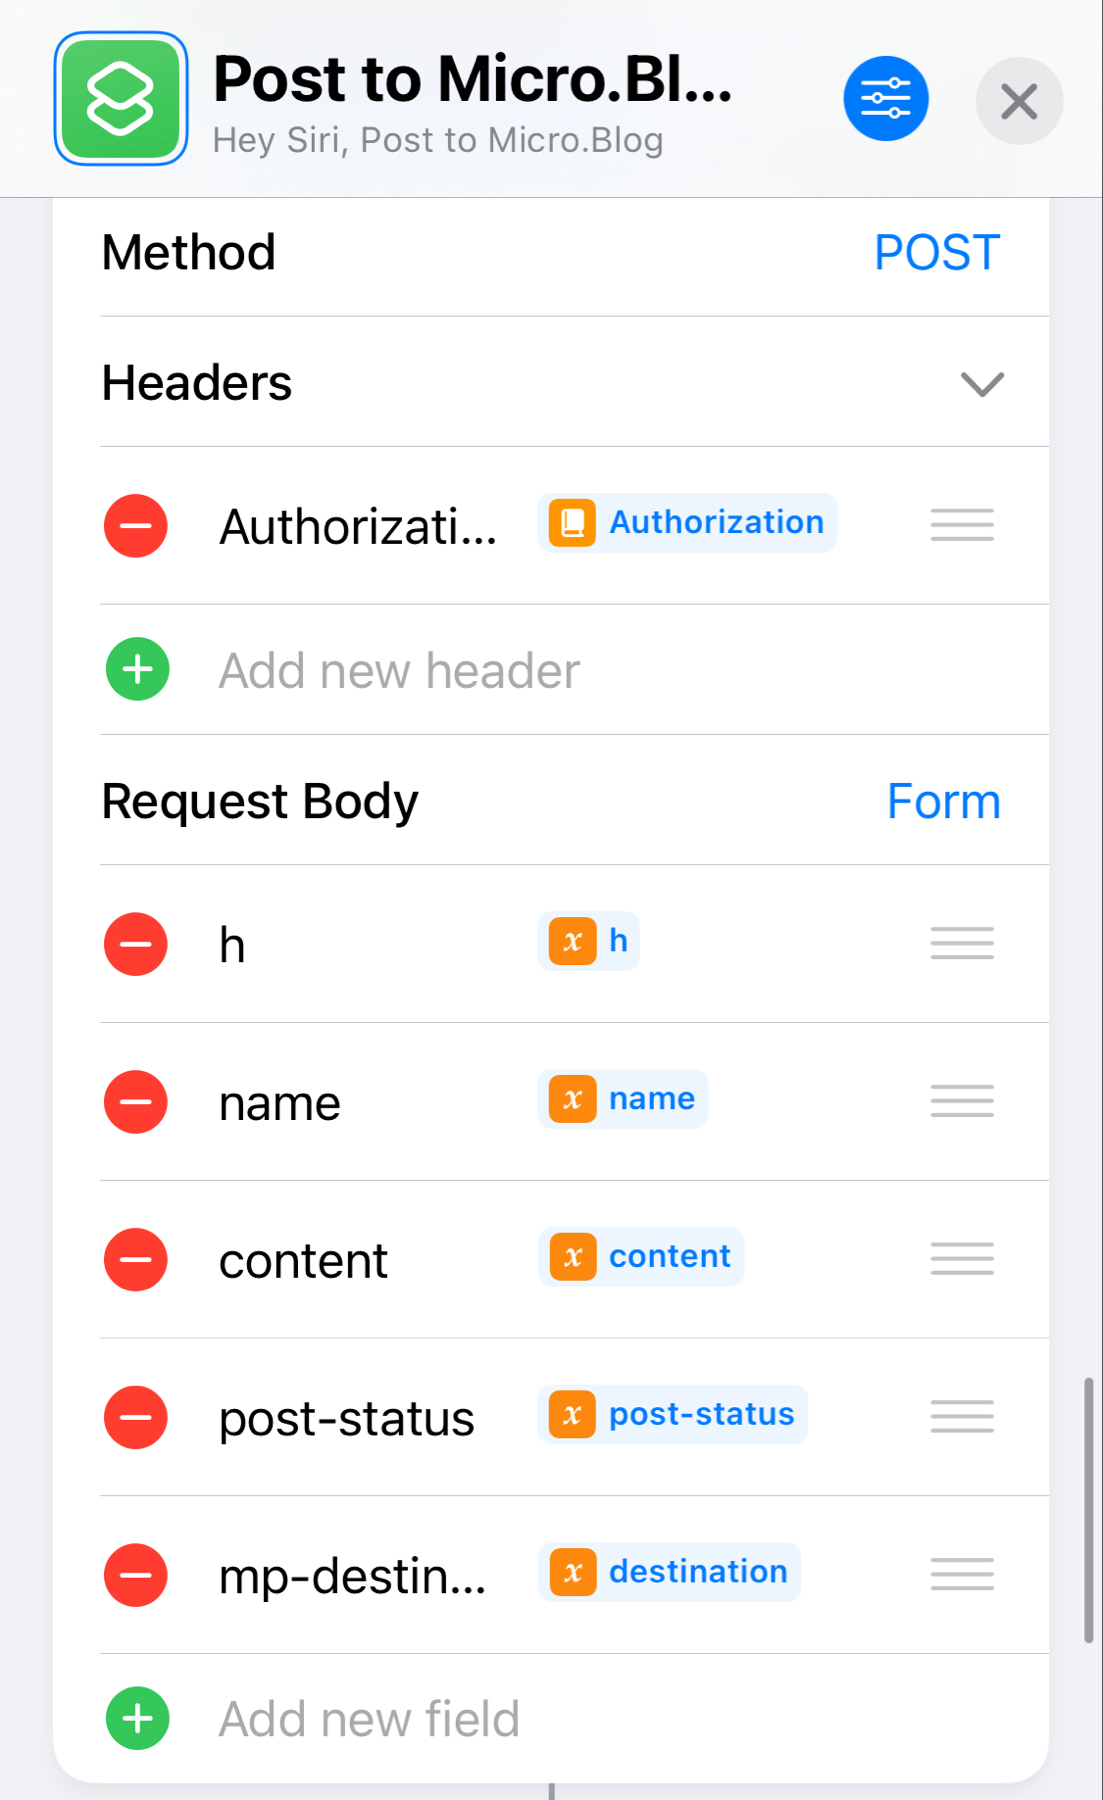 Post to Micro.Bl...
Hey Siri, Post to Micro.Blog
Method POST
Headers
Authorizati... Authorization
Add new header
Request Body Form
h x h
name x name
content x content
post-status x post-status
mp-destin... x destination
Add new field